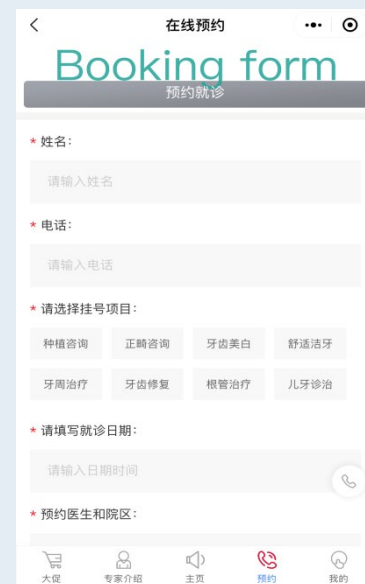 在线预约
Booking form
预约就诊
* 姓名：
请输入姓名
* 电话：
请输入电话
* 请选择挂号项目：
种植咨询 正畸咨询 牙齿美白 舒适洁牙
牙周治疗 牙齿修复 根管治疗 儿牙诊治
* 请填写就诊日期：
请输入日期时间
* 预约医生和院区：
大促 专家介绍 主页 预约 我的